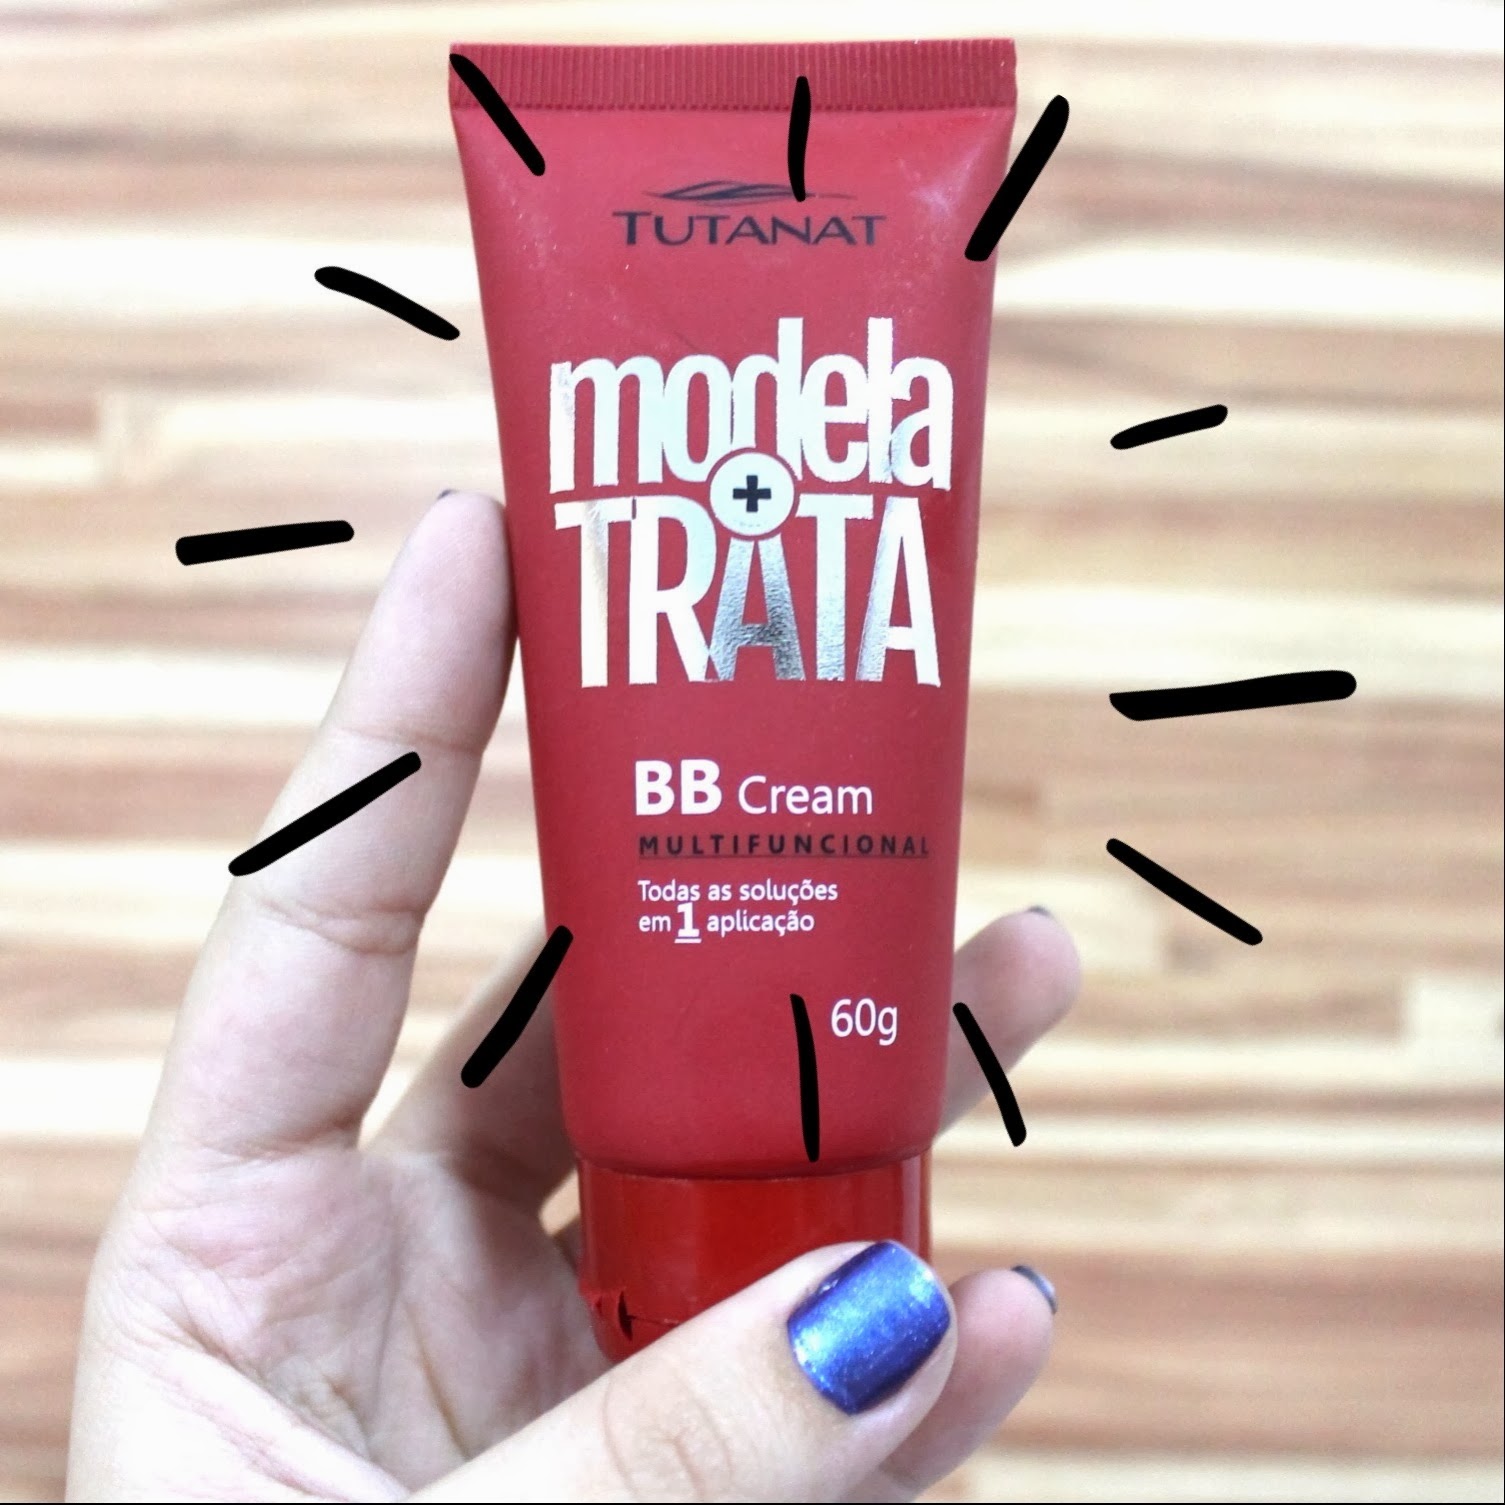 TUTANAT
modela
+
TRATA
BB Cream
MULTIFUNCIONAL
Todas as soluções
em 1 aplicação
60g